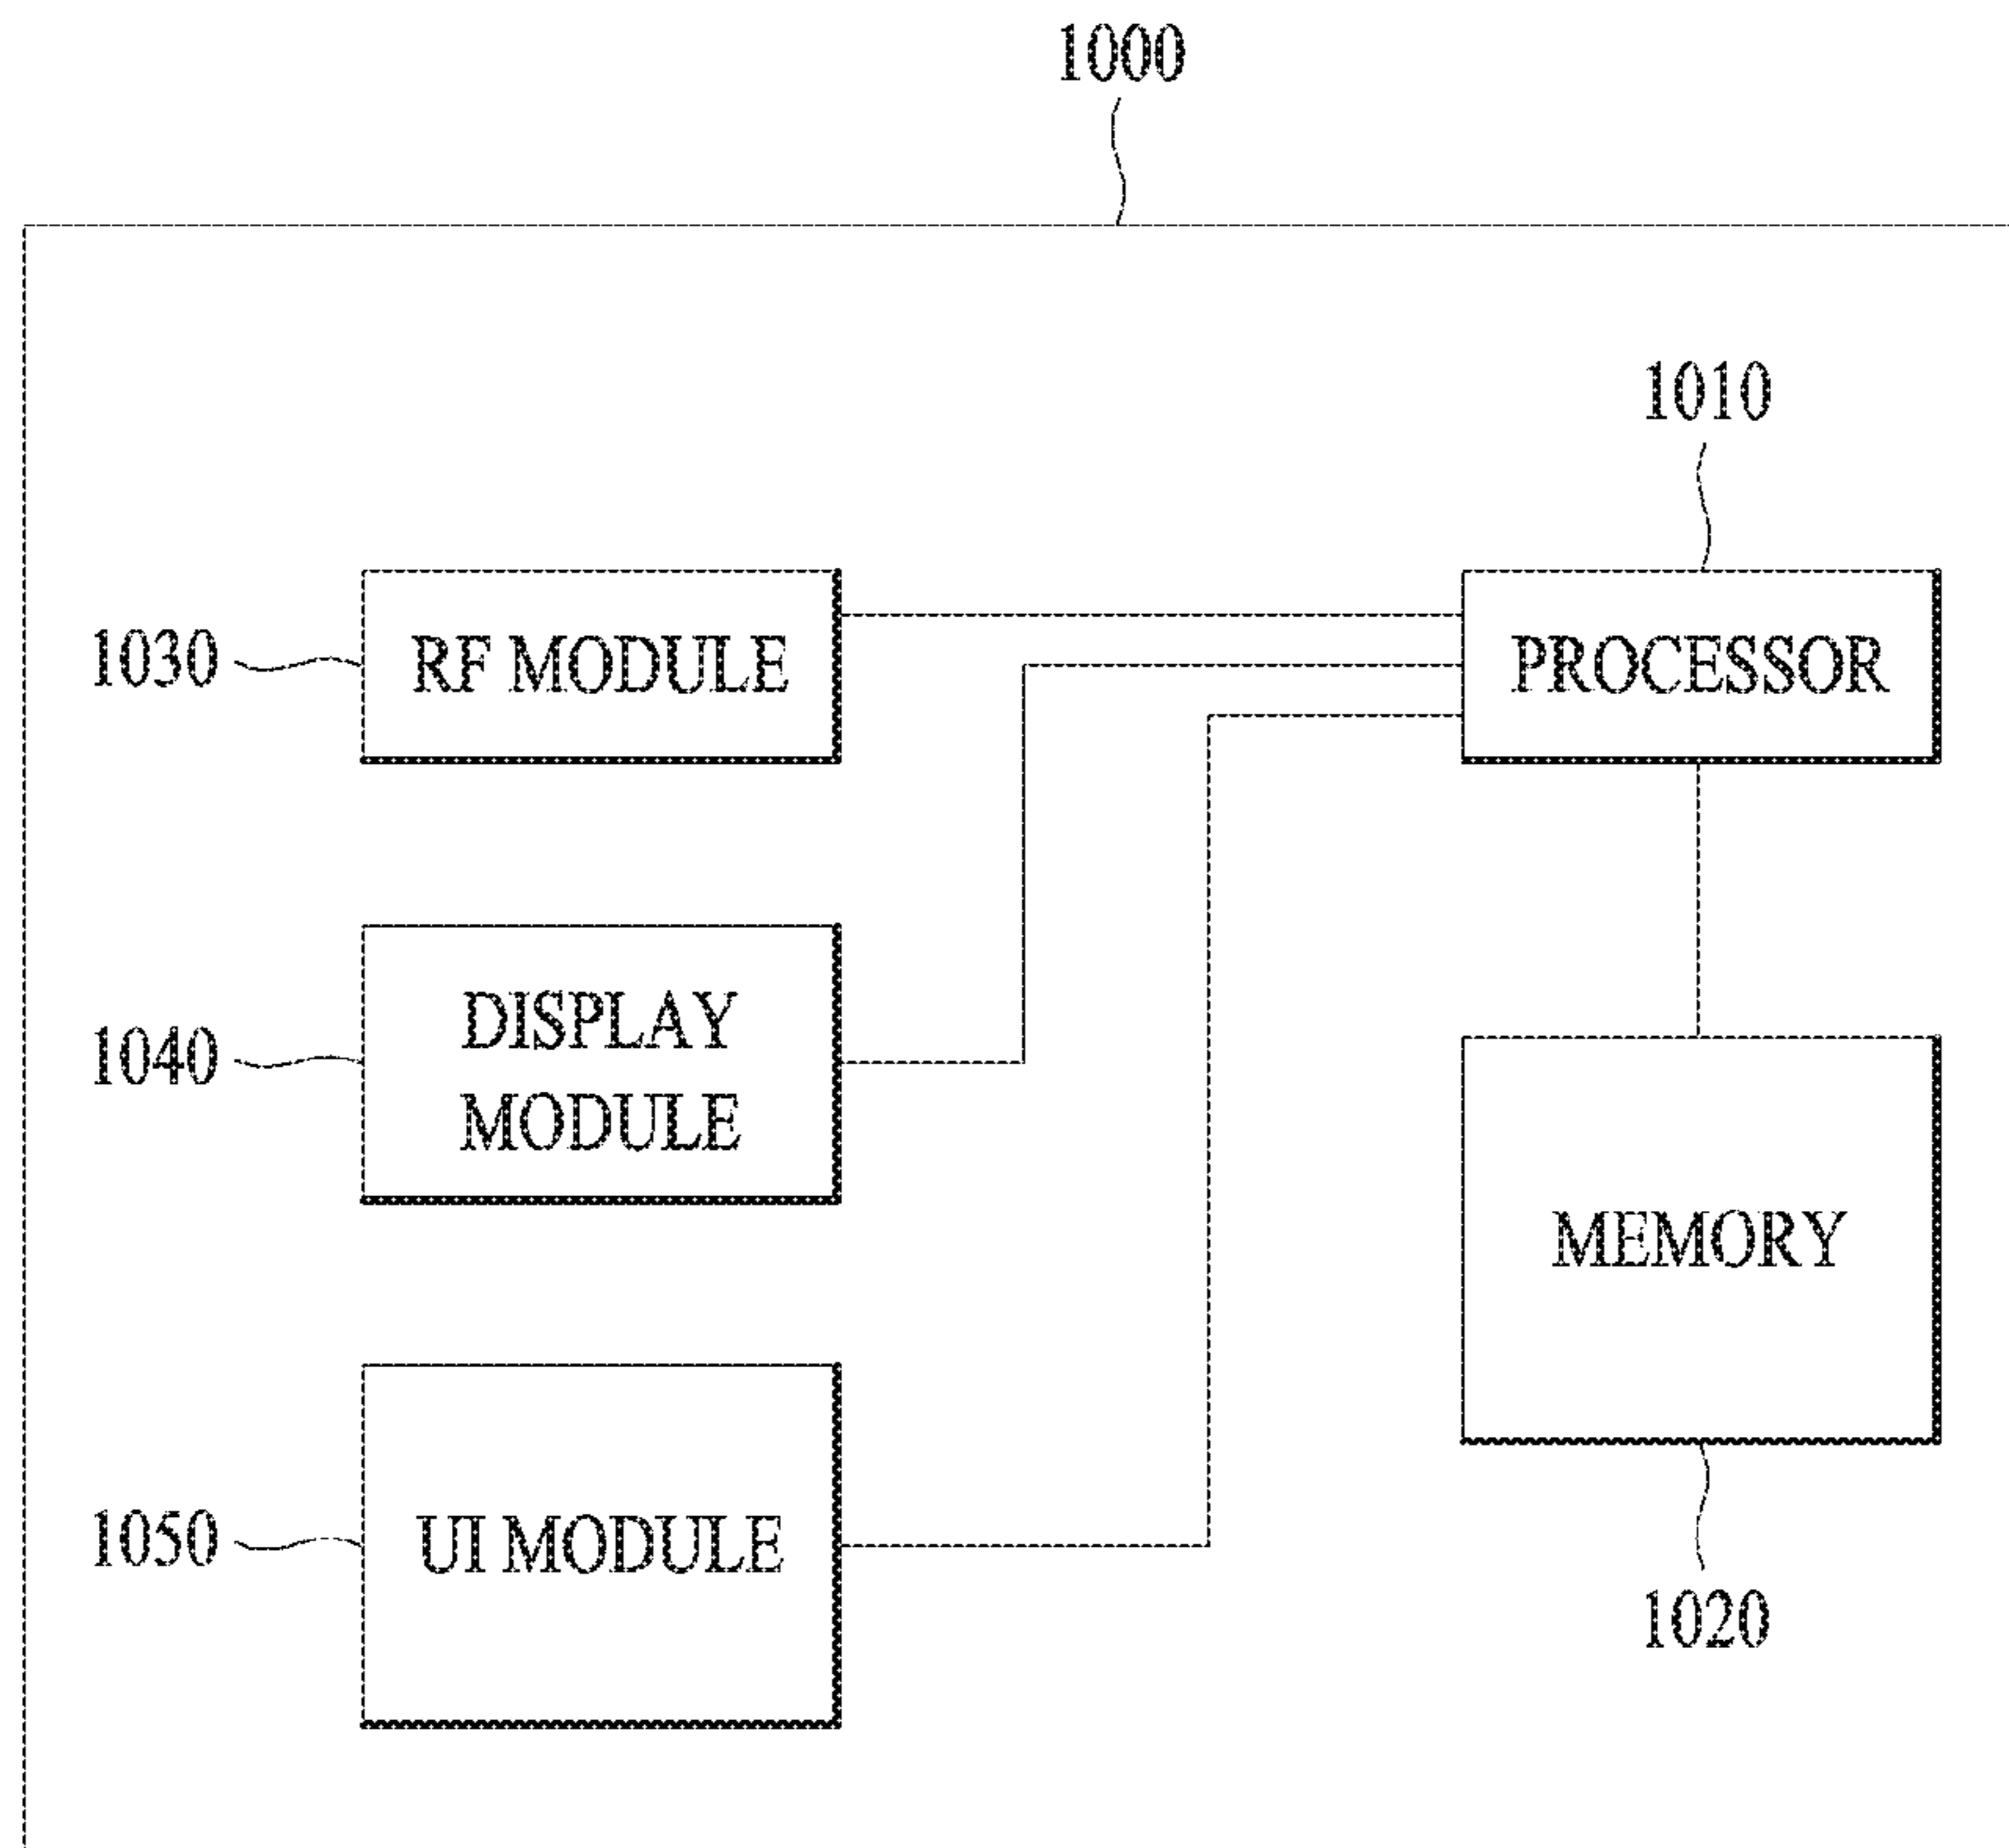 1000
1010
1030
RF MODULE
PROCESSOR
1040
DISPLAY
MODULE
MEMORY
1050
UI MODULE
1020